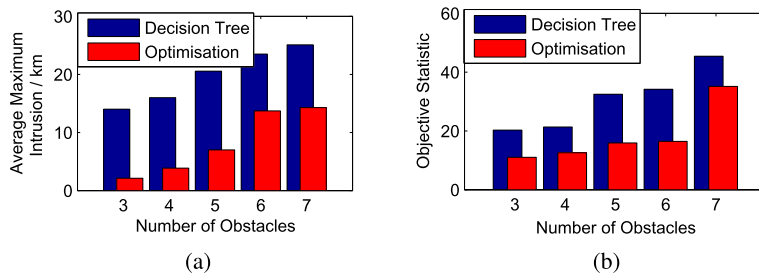 30
20
10
0
Average Maximum
Intrusion / km
Decision Tree
Optimisation
3 4 5 6 7
Number of Obstacles
(a)
60
40
20
0
Objective Statistic
Decision Tree
Optimisation
3 4 5 6 7
Number of Obstacles
(b)